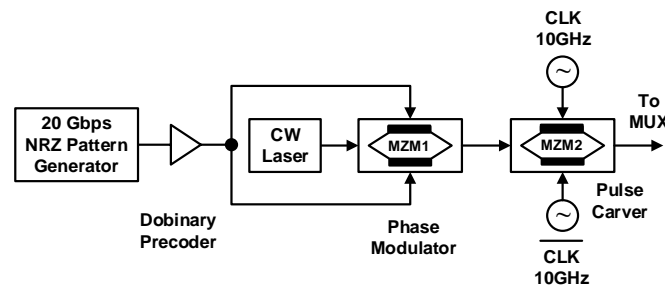 CLK
10GHz
20 Gbps
NRZ Pattern
Generator
CW
Laser
MZM1
MZM2
To
MUX
Dobinary
Precoder
Phase
Modulator
Pulse
Carver
CLK
10GHz